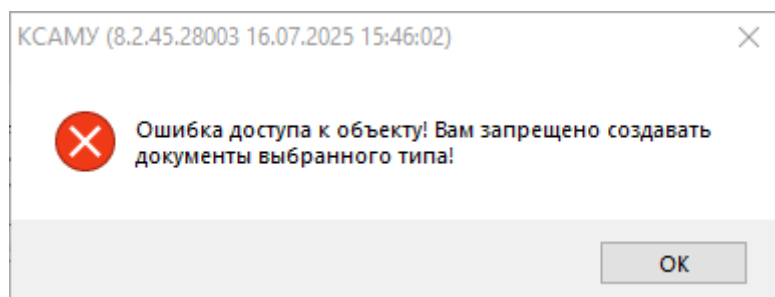 КСАМУ (8.2.45.28003 16.07.2025 15:46:02)
Ошибка доступа к объекту! Вам запрещено создавать
документы выбранного типа!
ОК